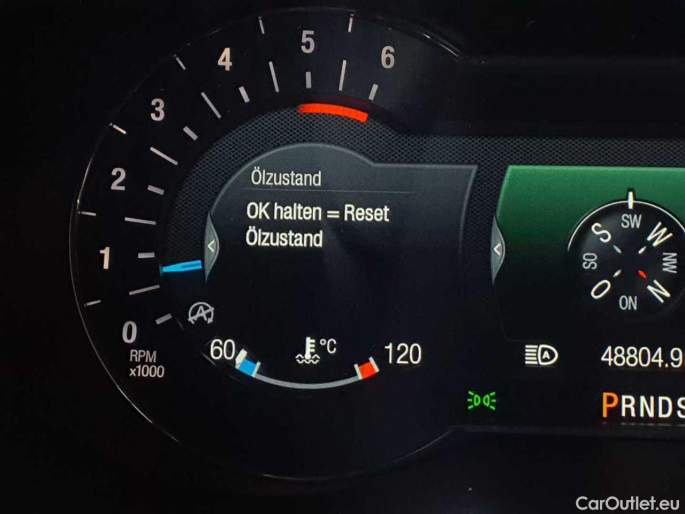 6
5
4
3
2
1
0
RPM
x1000
Ölzustand
OK halten = Reset
Ölzustand
60
°C
120
SW
S
W
SO
NW
O
N
ON
A
A
48804.9
PRNDS
CarOutlet.eu